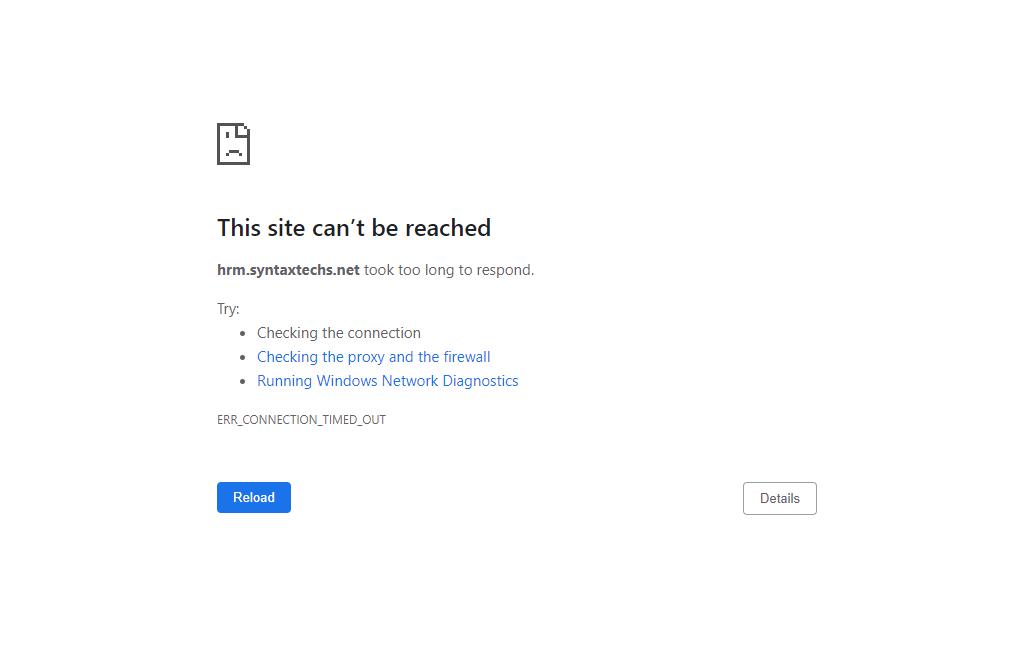 This site can’t be reached
hrm.syntaxtechs.net took too long to respond.
Try:
Checking the connection
Checking the proxy and the firewall
Running Windows Network Diagnostics
ERR_CONNECTION_TIMED_OUT
Reload
Details